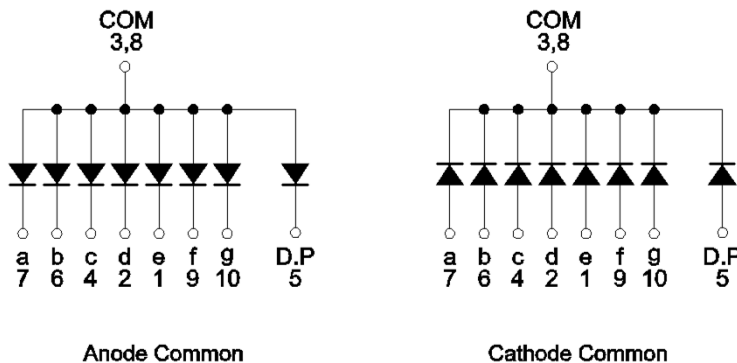 COM COM
3,8 3,8
a b c d e f g D.P a b c d e f g D.P
7 6 4 2 1 9 10 5 7 6 4 2 1 9 10 5
Anode Common Cathode Common